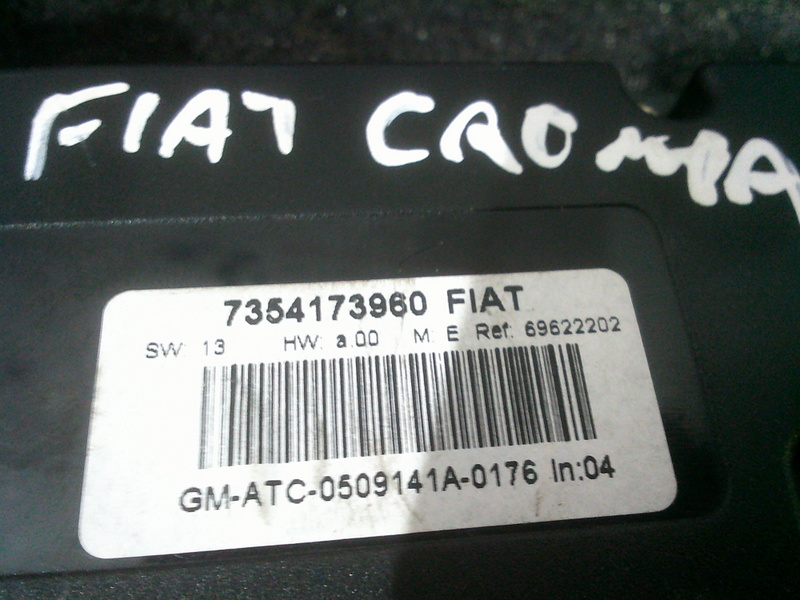 FIAT CROMA
7354173960 FIAT
SW: 13 HW: a.00 M: E Ref: 69622202
GM-ATC-0509141A-0176 In:04